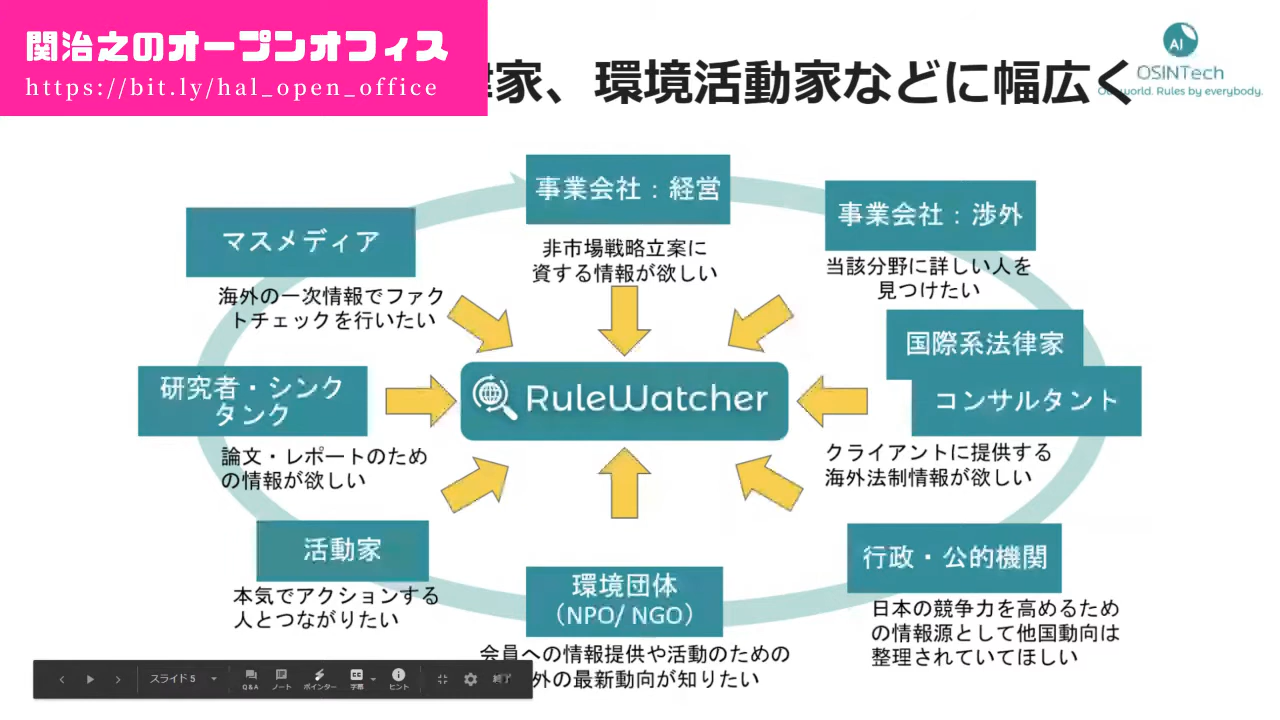 関治之のオープンオフィス
https://bit.ly/hal_open_office
家、環境活動家などに幅広く
AI
OSINTech
world. Rules by everybody.
事業会社：経営
非市場戦略立案に
資する情報が欲しい
事業会社：渉外
当該分野に詳しい人を
見つけたい
マスメディア
海外の一次情報でファク
トチェックを行いたい
国際系法律家
コンサルタント
クライアントに提供する
海外法制情報が欲しい
研究者・シンク
タンク
論文・レポートのため
の情報が欲しい
RuleWatcher
活動家
本気でアクションする
人とつながりたい
環境団体
（NPO/ NGO）
会員への情報提供や活動のための
外の最新動向が知りたい
行政・公的機関
日本の競争力を高めるため
の情報源として他国動向は
整理されていてほしい
スライド 5
Q&A
ノート
ポインター
字幕
ヒント